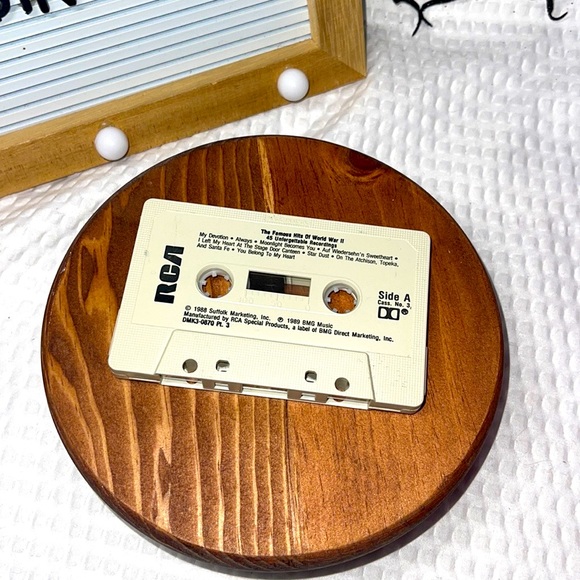 The Famous Hits Of World War II
45 Unforgettable Recordings
My Devotion • Always • Moonlight Becomes You • Auf Wiedersehn'n Sweetheart •
I Left My Heart At The Stage Door Canteen • Star Dust • On The Atchison, Topeka,
And Santa Fe • You Belong To My Heart
RCA
Side A
Cass. No. 3
© 1988 Suffolk Marketing, Inc. ℗ 1989 BMG Music
Manufactured by RCA Special Products, a label of BMG Direct Marketing, Inc.
DMK3-0870 Pt. 3